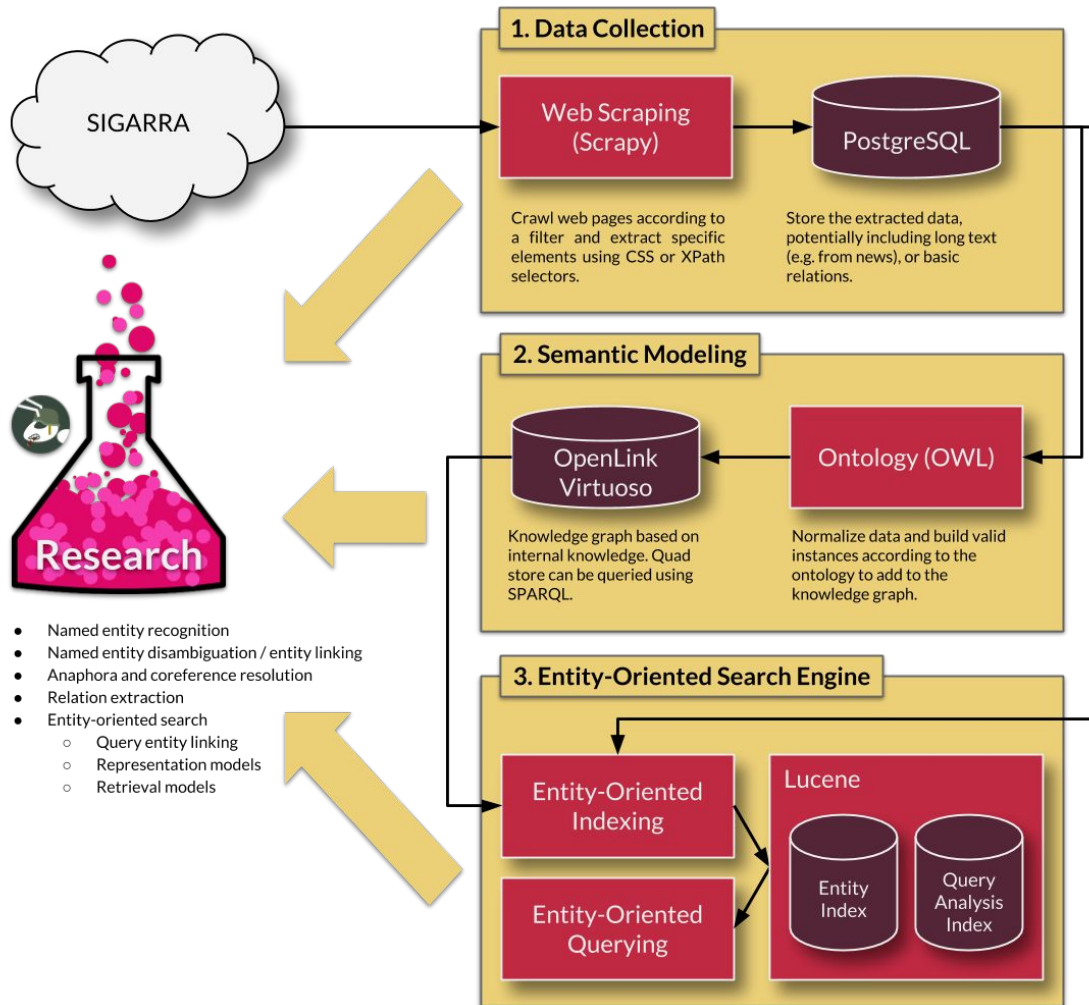 SIGARRA
1. Data Collection
Web Scraping
(Scrapy)
PostgreSQL
Crawl web pages according to
a filter and extract specific
elements using CSS or XPath
selectors.
Store the extracted data,
potentially including long text
(e.g. from news), or basic
relations.
2. Semantic Modeling
OpenLink
Virtuoso
Ontology (OWL)
Knowledge graph based on
internal knowledge. Quad
store can be queried using
SPARQL.
Normalize data and build valid
instances according to the
ontology to add to the
knowledge graph.
Research
● Named entity recognition
● Named entity disambiguation / entity linking
● Anaphora and coreference resolution
● Relation extraction
● Entity-oriented search
○ Query entity linking
○ Representation models
○ Retrieval models
3. Entity-Oriented Search Engine
Entity-Oriented
Indexing
Entity-Oriented
Querying
Lucene
Entity
Index
Query
Analysis
Index